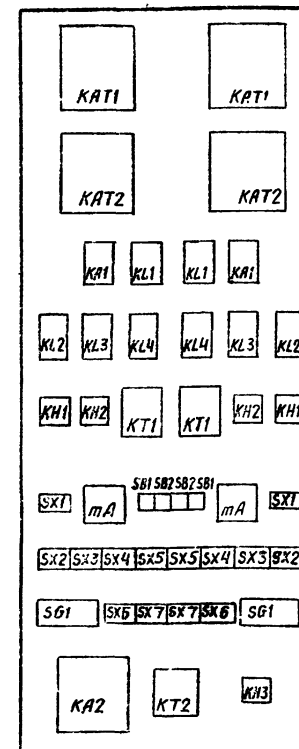 KAT1 KAT1
KAT2 KAT2
KA1 KL1 KL1 KA1
KL2 KL3 KL4 KL4 KL3 KL2
KH1 KH2 KT1 KT1 KH2 KH1
SB1 SB2 SB2 SB1
SX1 mA mA SX1
SX2 SX3 SX4 SX5 SX5 SX4 SX3 SX2
SG1 SX6 SX7 SX7 SX6 SG1
KA2 KT2 KH3